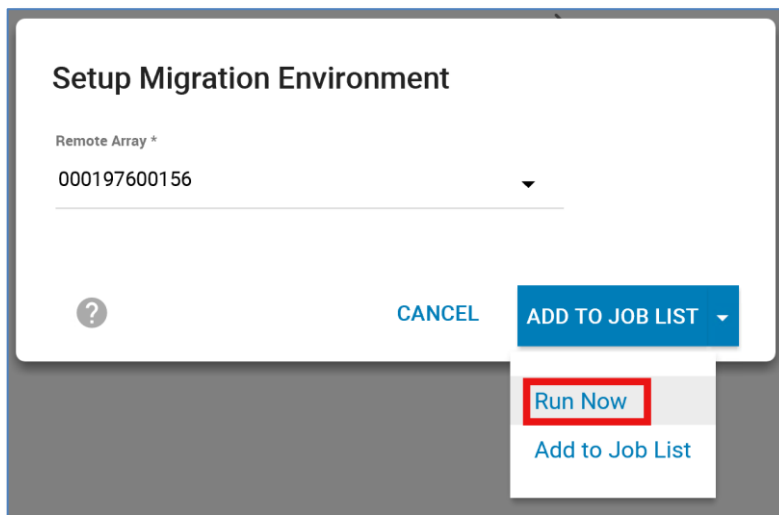 Setup Migration Environment
Remote Array *
000197600156
?
CANCEL
ADD TO JOB LIST
Run Now
Add to Job List